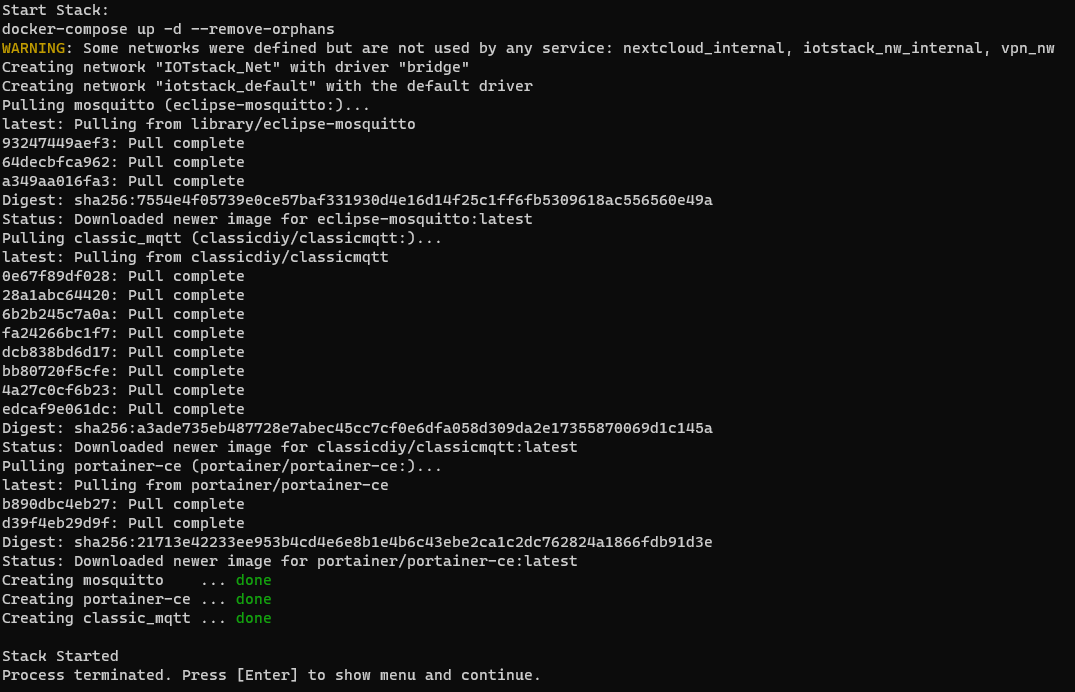 Start Stack:
docker-compose up -d --remove-orphans
WARNING: Some networks were defined but are not used by any service: nextcloud_internal, iotstack_nw_internal, vpn_nw
Creating network "IOTstack_Net" with driver "bridge"
Creating network "iotstack_default" with the default driver
Pulling mosquitto (eclipse-mosquitto:)...
latest: Pulling from library/eclipse-mosquitto
93247449aef3: Pull complete
64decbfca962: Pull complete
a349aa016fa3: Pull complete
Digest: sha256:7554e4f05739e0ce57baf331930d4e16d14f25c1ff6fb5309618ac556560e49a
Status: Downloaded newer image for eclipse-mosquitto:latest
Pulling classic_mqtt (classicdiy/classicmqtt:)...
latest: Pulling from classicdiy/classicmqtt
0e67f89df028: Pull complete
28a1abc64420: Pull complete
6b2b245c7a0a: Pull complete
fa24266bc1f7: Pull complete
dcb838bd6d17: Pull complete
bb80720f5cfe: Pull complete
4a27c0cf6b23: Pull complete
edcaf9e061dc: Pull complete
Digest: sha256:a3ade735eb487728e7abec45cc7cf0e6dfa058d309da2e17355870069d1c145a
Status: Downloaded newer image for classicdiy/classicmqtt:latest
Pulling portainer-ce (portainer/portainer-ce:)...
latest: Pulling from portainer/portainer-ce
b890dbc4eb27: Pull complete
d39f4eb29d9f: Pull complete
Digest: sha256:21713e42233ee953b4cd4e6e8b1e4b6c43ebe2ca1c2dc762824a1866fdb91d3e
Status: Downloaded newer image for portainer/portainer-ce:latest
Creating mosquitto    ... done
Creating portainer-ce ... done
Creating classic_mqtt ... done
Stack Started
Process terminated. Press [Enter] to show menu and continue.